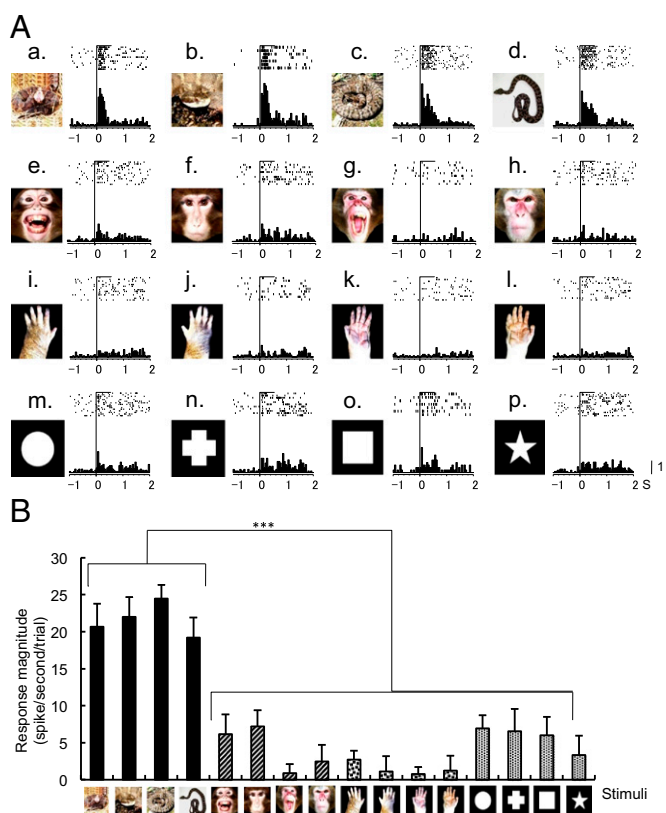 A
a. b. c. d.
-1 0 1 2 -1 0 1 2 -1 0 1 2 -1 0 1 2
e. f. g. h.
-1 0 1 2 -1 0 1 2 -1 0 1 2 -1 0 1 2
i. j. k. l.
-1 0 1 2 -1 0 1 2 -1 0 1 2 -1 0 1 2
m. n. o. p.
1
-1 0 1 2 -1 0 1 2 -1 0 1 2 -1 0 1 2
S
B
***
Response magnitude
(spike/second/trial)
30
25
20
15
10
5
0
Stimuli